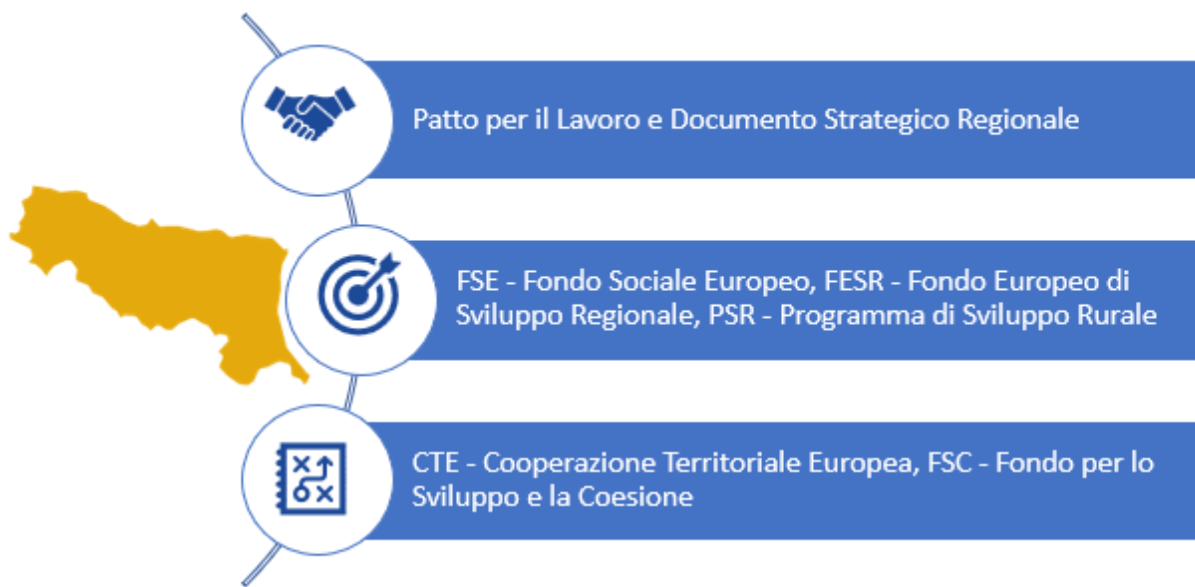 Patto per il Lavoro e Documento Strategico Regionale
FSE - Fondo Sociale Europeo, FESR - Fondo Europeo di
Sviluppo Regionale, PSR - Programma di Sviluppo Rurale
CTE - Cooperazione Territoriale Europea, FSC - Fondo per lo
Sviluppo e la Coesione